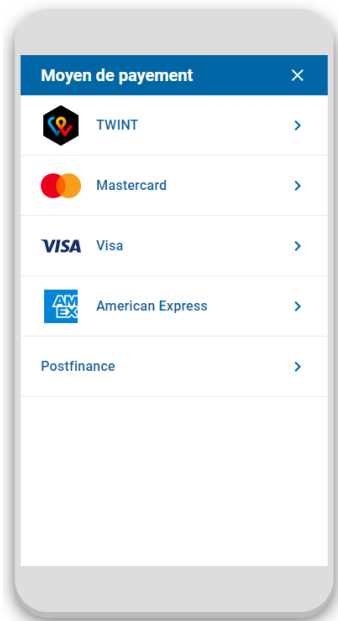 Moyen de payement
TWINT
Mastercard
VISA Visa
AM
EX American Express
Postfinance